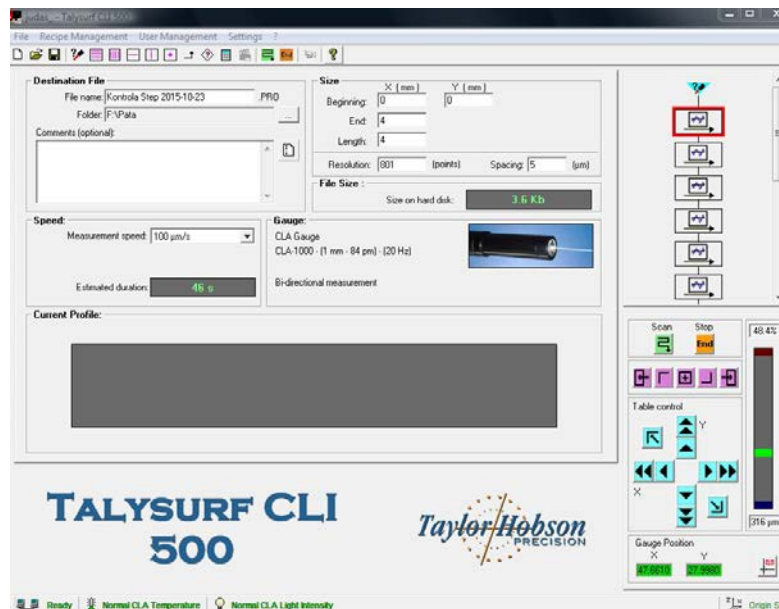 judas - Talysurf CLI 500
File Recipe Management User Management Settings ?
Destination File
File name: Kontrola Step 2015-10-23 .PRO
Folder: F:\Pata
...
Comments (optional):
Size
X (mm) Y (mm)
Beginning: 0 0
End: 4
Length: 4
Resolution: 801 (points) Spacing: 5 (µm)
File Size :
Size on hard disk: 3.6 Kb
Speed:
Measurement speed: 100 µm/s
Estimated duration: 46 s
Gauge:
CLA Gauge
CLA-1000 - (1 mm - 84 pm) - (20 Hz)
Bi-directional measurement
Current Profile:
Scan Stop
End
48.4%
Table control
Y
X
316 µm
Gauge Position
X Y
47.6610 27.9980
TALYSURF CLI
500
Taylor Hobson
PRECISION
Ready Normal CLA Temperature Normal CLA Light Intensity